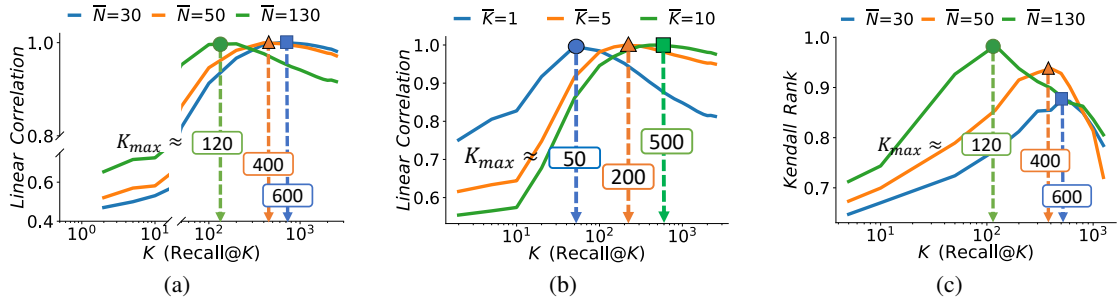 N̅=30 N̅=50 N̅=130
Linear Correlation
1.0
0.8
0.6
0.4
K_max ≈
120
400
600
10^0 10^1 10^2 10^3
K (Recall@K)
(a)
K̅=1 K̅=5 K̅=10
Linear Correlation
1.0
0.9
0.8
0.7
0.6
K_max ≈
50
200
500
10^1 10^2 10^3
K (Recall@K)
(b)
N̅=30 N̅=50 N̅=130
Kendall Rank
1.0
0.9
0.8
0.7
K_max ≈
120
400
600
10^1 10^2 10^3
K (Recall@K)
(c)